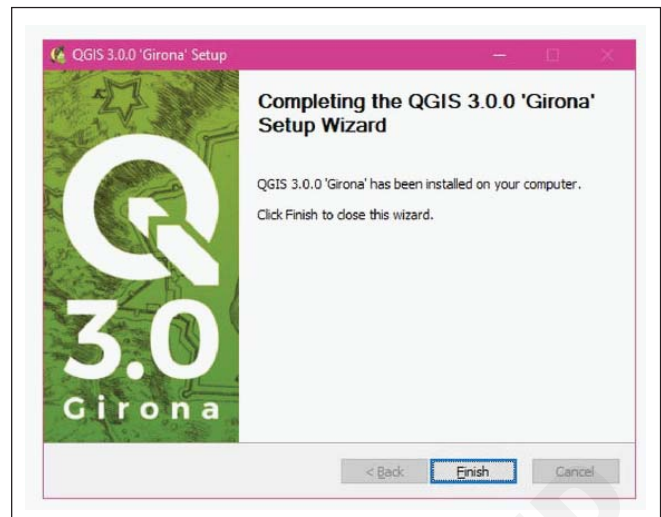 QGIS 3.0.0 'Girona' Setup
Completing the QGIS 3.0.0 'Girona'
Setup Wizard
QGIS 3.0.0 'Girona' has been installed on your computer.
Click Finish to close this wizard.
3.0
Girona
< Back
Finish
Cancel